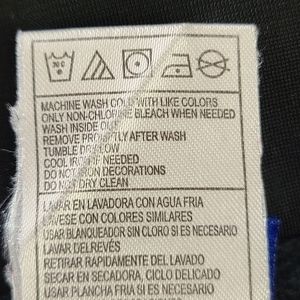 30 C
MACHINE WASH COLD WITH LIKE COLORS
ONLY NON-CHLORINE BLEACH WHEN NEEDED
WASH INSIDE OUT
REMOVE PROMPTLY AFTER WASH
TUMBLE DRY LOW
COOL IRON IF NEEDED
DO NOT IRON DECORATIONS
DO NOT DRY CLEAN
LAVAR EN LAVADORA CON AGUA FRIA
LAVESE CON COLORES SIMILARES
USAR BLANQUEADOR SIN CLORO SI ES NECESARIO
LAVAR DEL REVÉS
RETIRAR RAPIDAMENTE DEL LAVADO
SECAR EN SECADORA, CICLO DELICADO
USAR PLANCHA FRIA SI ES NECESARIO